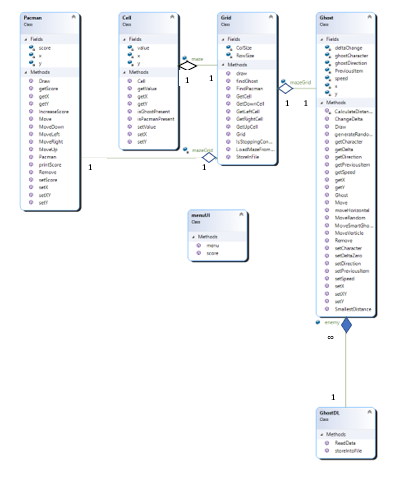 Pacman
Class
Fields
score
x
y
Methods
Draw
getScore
getX
getY
IncreaseScore
Move
MoveDown
MoveLeft
MoveRight
MoveUp
Pacman
printScore
Remove
setScore
setX
setXY
setY
Cell
Class
Fields
value
x
y
Methods
Cell
getValue
getX
getY
isGhostPresent
isPacmanPresent
setValue
setX
setY
maze
1
1
Grid
Class
Fields
ColSize
RowSize
Methods
draw
findGhost
FindPacman
GetCell
GetDownCell
GetLeftCell
GetRightCell
GetUpCell
Grid
IsStoppingCon...
LoadMazeFrom...
StoreInFile
mazeGrid
1
1
mazeGrid
1
1
Ghost
Class
Fields
deltaChange
ghostCharacter
ghostDirection
PreviousItem
speed
x
y
Methods
CalculateDistan...
ChangeDelta
Draw
generateRando...
getCharacter
getDelta
getDirection
getPreviousItem
getSpeed
getX
getY
Ghost
Move
moveHorizontal
MoveRandom
MoveSmartGho...
MoveVerticle
Remove
setCharacter
setDeltaZero
setDirection
setPreviousItem
setSpeed
setX
setXY
setY
SmallestDistance
menuUI
Class
Methods
menu
score
enemy
∞
1
GhostDL
Class
Methods
ReadData
storeIntoFile